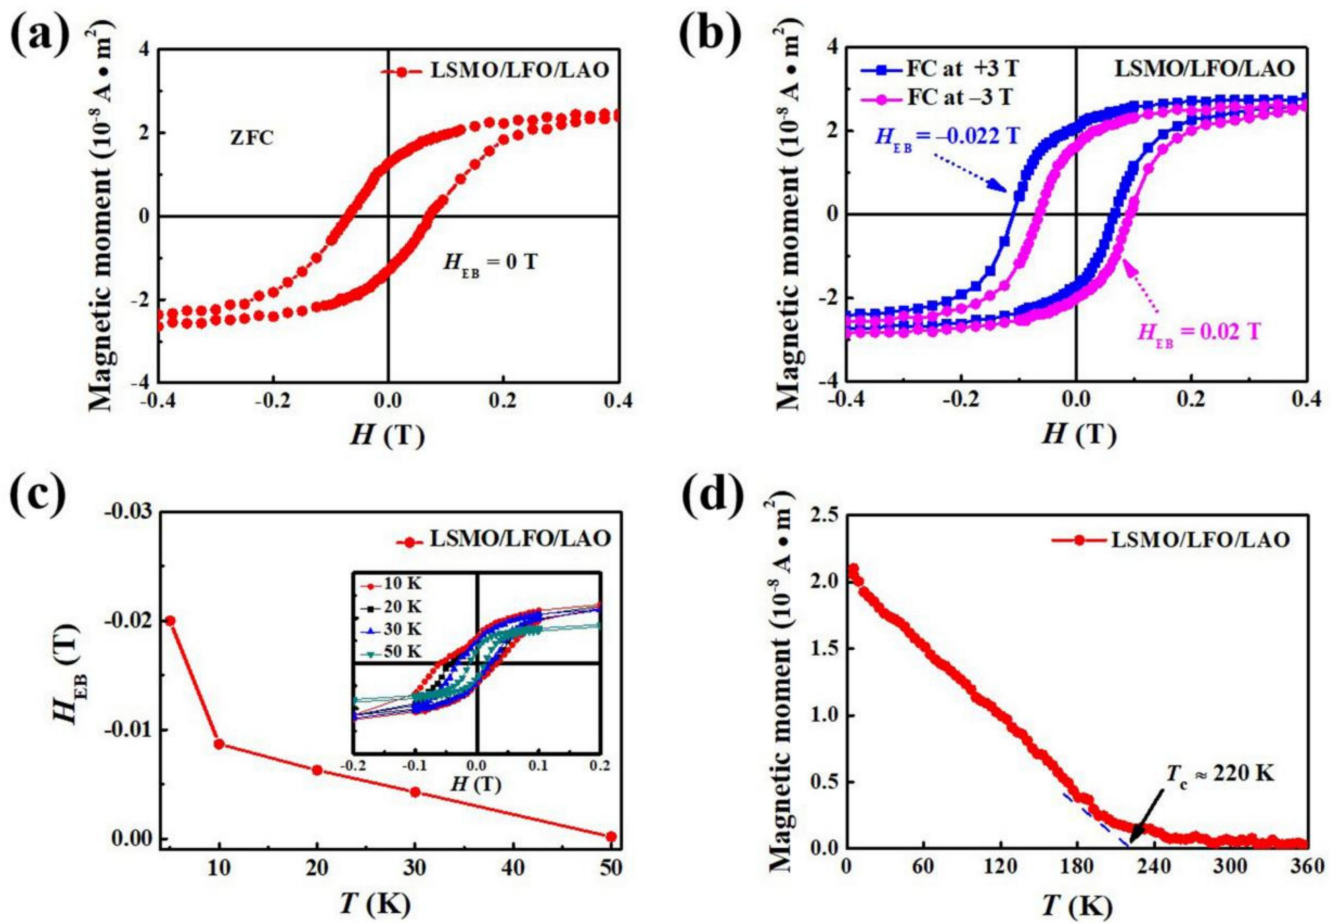 (a)
LSMO/LFO/LAO
ZFC
H_EB = 0 T
Magnetic moment (10⁻⁸ A • m²)
4
2
0
-2
-4
-0.4 -0.2 0.0 0.2 0.4
H (T)
(b)
FC at +3 T LSMO/LFO/LAO
FC at –3 T
H_EB = –0.022 T
H_EB = 0.02 T
Magnetic moment (10⁻⁸ A • m²)
4
2
0
-2
-4
-0.4 -0.2 0.0 0.2 0.4
H (T)
(c)
LSMO/LFO/LAO
10 K
20 K
30 K
50 K
-0.2 -0.1 0.0 0.1 0.2
H (T)
H_EB (T)
-0.03
-0.02
-0.01
0.00
10 20 30 40 50
T (K)
(d)
LSMO/LFO/LAO
T_c ≈ 220 K
Magnetic moment (10⁻⁸ A • m²)
2.5
2.0
1.5
1.0
0.5
0.0
0 60 120 180 240 300 360
T (K)